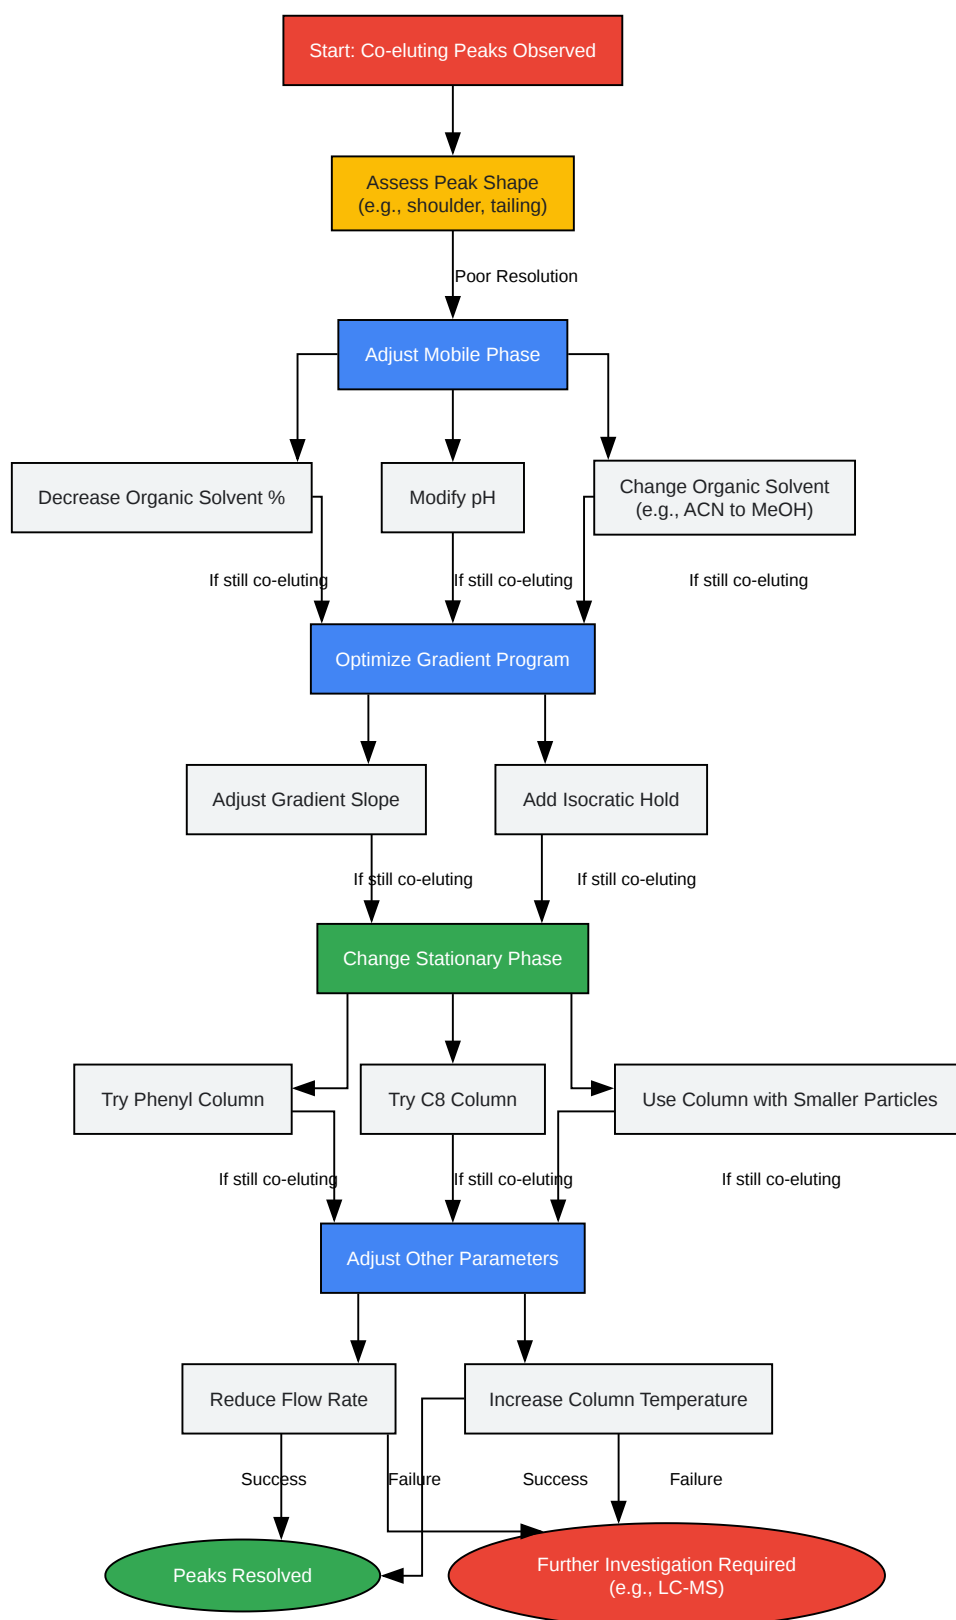 Start: Co-eluting Peaks Observed
Assess Peak Shape
(e.g., shoulder, tailing)
Poor Resolution
Adjust Mobile Phase
Decrease Organic Solvent %
Modify pH
Change Organic Solvent
(e.g., ACN to MeOH)
If still co-eluting
If still co-eluting
If still co-eluting
Optimize Gradient Program
Adjust Gradient Slope
Add Isocratic Hold
If still co-eluting
If still co-eluting
Change Stationary Phase
Try Phenyl Column
Try C8 Column
Use Column with Smaller Particles
If still co-eluting
If still co-eluting
If still co-eluting
Adjust Other Parameters
Reduce Flow Rate
Increase Column Temperature
Success
Failure
Success
Failure
Peaks Resolved
Further Investigation Required
(e.g., LC-MS)